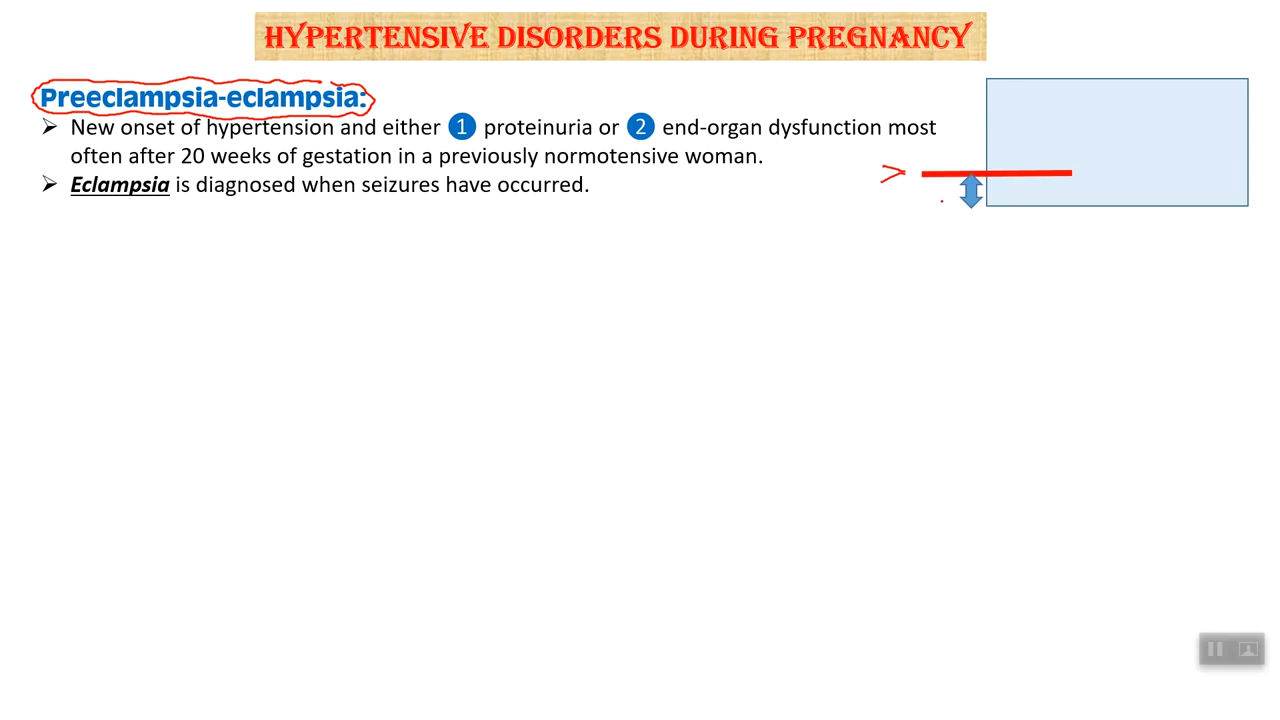 HYPERTENSIVE DISORDERS DURING PREGNANCY
Preeclampsia-eclampsia:
➢ New onset of hypertension and either 1 proteinuria or 2 end-organ dysfunction most
often after 20 weeks of gestation in a previously normotensive woman.
➢ Eclampsia is diagnosed when seizures have occurred.
>